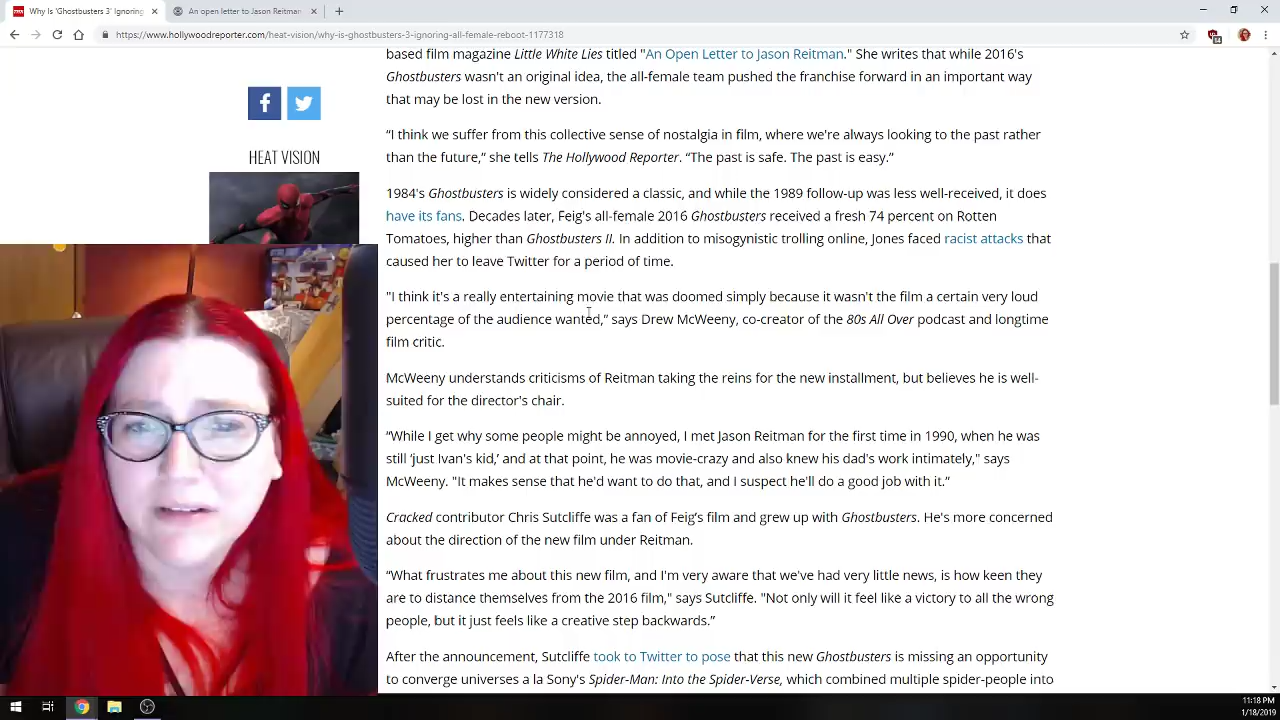 Why Is 'Ghostbusters 3' Ignoring
An open letter to Jason Reitman
https://www.hollywoodreporter.com/heat-vision/why-is-ghostbusters-3-ignoring-all-female-reboot-1177318
based film magazine Little White Lies titled "An Open Letter to Jason Reitman." She writes that while 2016's
Ghostbusters wasn't an original idea, the all-female team pushed the franchise forward in an important way
that may be lost in the new version.
“I think we suffer from this collective sense of nostalgia in film, where we're always looking to the past rather
than the future,” she tells The Hollywood Reporter. “The past is safe. The past is easy.”
HEAT VISION
1984's Ghostbusters is widely considered a classic, and while the 1989 follow-up was less well-received, it does
have its fans. Decades later, Feig's all-female 2016 Ghostbusters received a fresh 74 percent on Rotten
Tomatoes, higher than Ghostbusters II. In addition to misogynistic trolling online, Jones faced racist attacks that
caused her to leave Twitter for a period of time.
"I think it's a really entertaining movie that was doomed simply because it wasn't the film a certain very loud
percentage of the audience wanted,” says Drew McWeeny, co-creator of the 80s All Over podcast and longtime
film critic.
McWeeny understands criticisms of Reitman taking the reins for the new installment, but believes he is well-
suited for the director's chair.
“While I get why some people might be annoyed, I met Jason Reitman for the first time in 1990, when he was
still ‘just Ivan's kid,’ and at that point, he was movie-crazy and also knew his dad's work intimately," says
McWeeny. "It makes sense that he'd want to do that, and I suspect he'll do a good job with it.”
Cracked contributor Chris Sutcliffe was a fan of Feig’s film and grew up with Ghostbusters. He's more concerned
about the direction of the new film under Reitman.
“What frustrates me about this new film, and I'm very aware that we've had very little news, is how keen they
are to distance themselves from the 2016 film," says Sutcliffe. "Not only will it feel like a victory to all the wrong
people, but it just feels like a creative step backwards.”
After the announcement, Sutcliffe took to Twitter to pose that this new Ghostbusters is missing an opportunity
to converge universes a la Sony's Spider-Man: Into the Spider-Verse, which combined multiple spider-people into
11:18 PM
1/18/2019